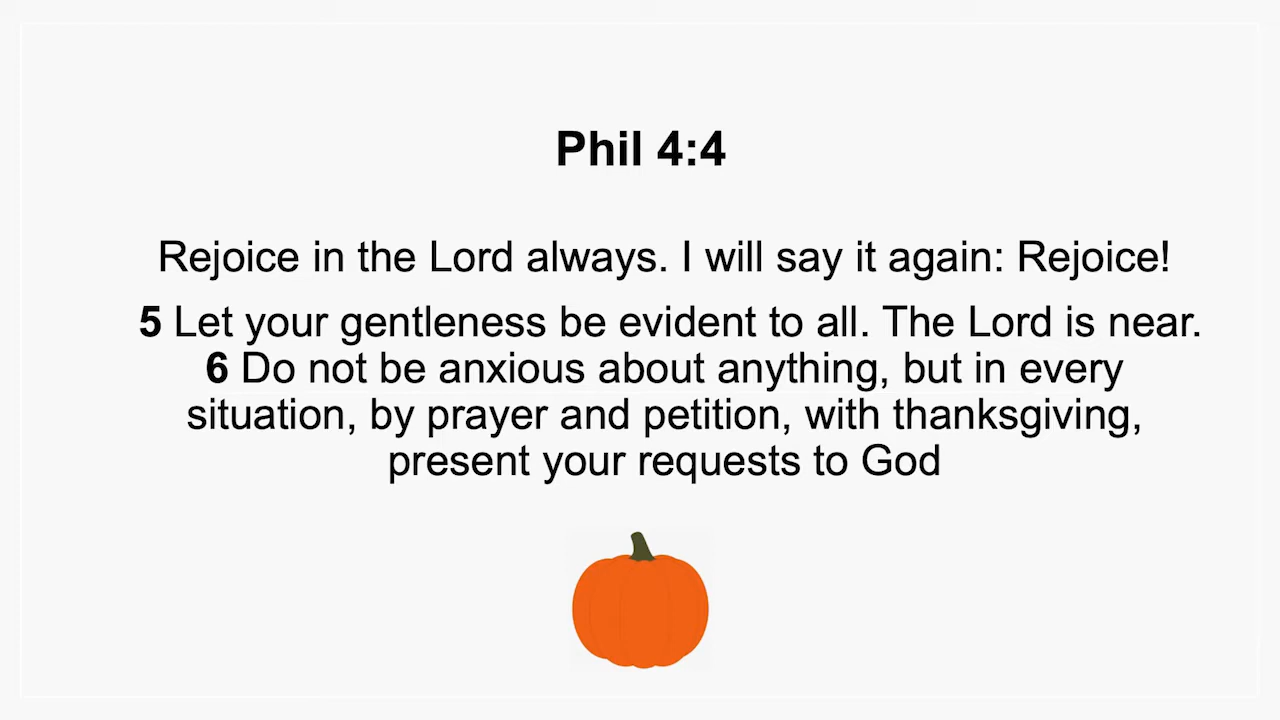 Phil 4:4
Rejoice in the Lord always. I will say it again: Rejoice!
5 Let your gentleness be evident to all. The Lord is near.
6 Do not be anxious about anything, but in every
situation, by prayer and petition, with thanksgiving,
present your requests to God